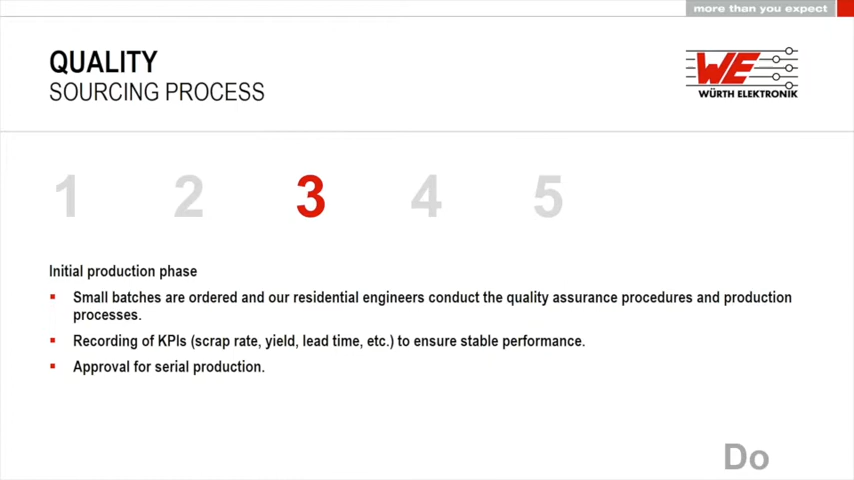 more than you expect
QUALITY
SOURCING PROCESS
WE
WÜRTH ELEKTRONIK
1 2 3 4 5
Initial production phase
▪ Small batches are ordered and our residential engineers conduct the quality assurance procedures and production
processes.
▪ Recording of KPIs (scrap rate, yield, lead time, etc.) to ensure stable performance.
▪ Approval for serial production.
Do